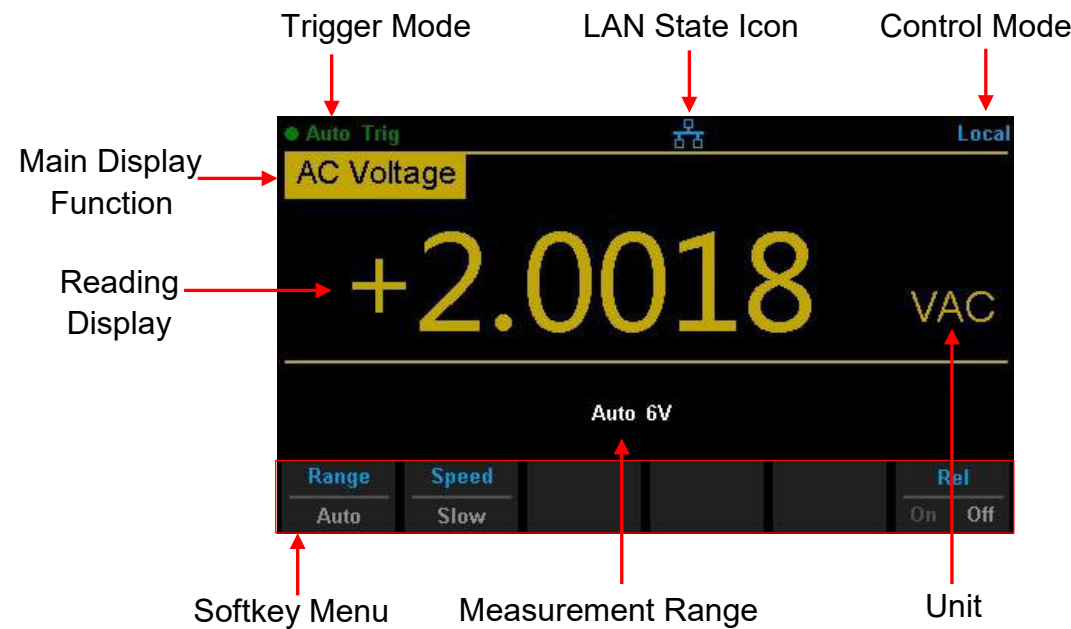 Trigger Mode
LAN State Icon
Control Mode
Auto Trig
Local
Main Display
Function
AC Voltage
Reading
Display
+2.0018
VAC
Auto 6V
Range
Speed
Rel
Auto
Slow
On Off
Softkey Menu
Measurement Range
Unit